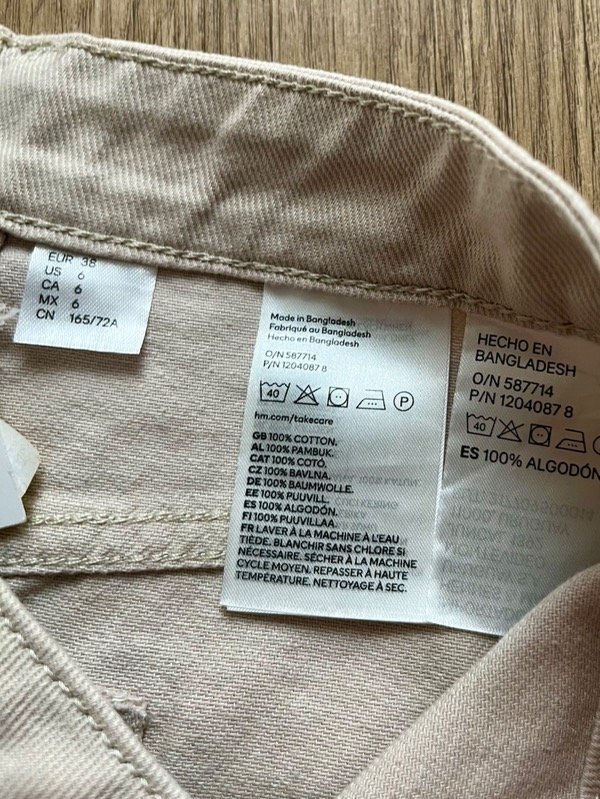 EUR 38
US 6
CA 6
MX 6
CN 165/72A
Made in Bangladesh
Fabriqué au Bangladesh
Hecho en Bangladesh
O/N 587714
P/N 1204087 8
40
P
hm.com/takecare
GB 100% COTTON.
AL 100% PAMBUK.
CAT 100% COTÓ.
CZ 100% BAVLNA.
DE 100% BAUMWOLLE.
EE 100% PUUVILL.
ES 100% ALGODÓN.
FI 100% PUUVILLAA.
FR LAVER À LA MACHINE À L'EAU
TIÈDE. BLANCHIR SANS CHLORE SI
NÉCESSAIRE. SÉCHER À LA MACHINE
CYCLE MOYEN. REPASSER À HAUTE
TEMPÉRATURE. NETTOYAGE À SEC.
HECHO EN
BANGLADESH
O/N 587714
P/N 1204087 8
40
ES 100% ALGODÓN